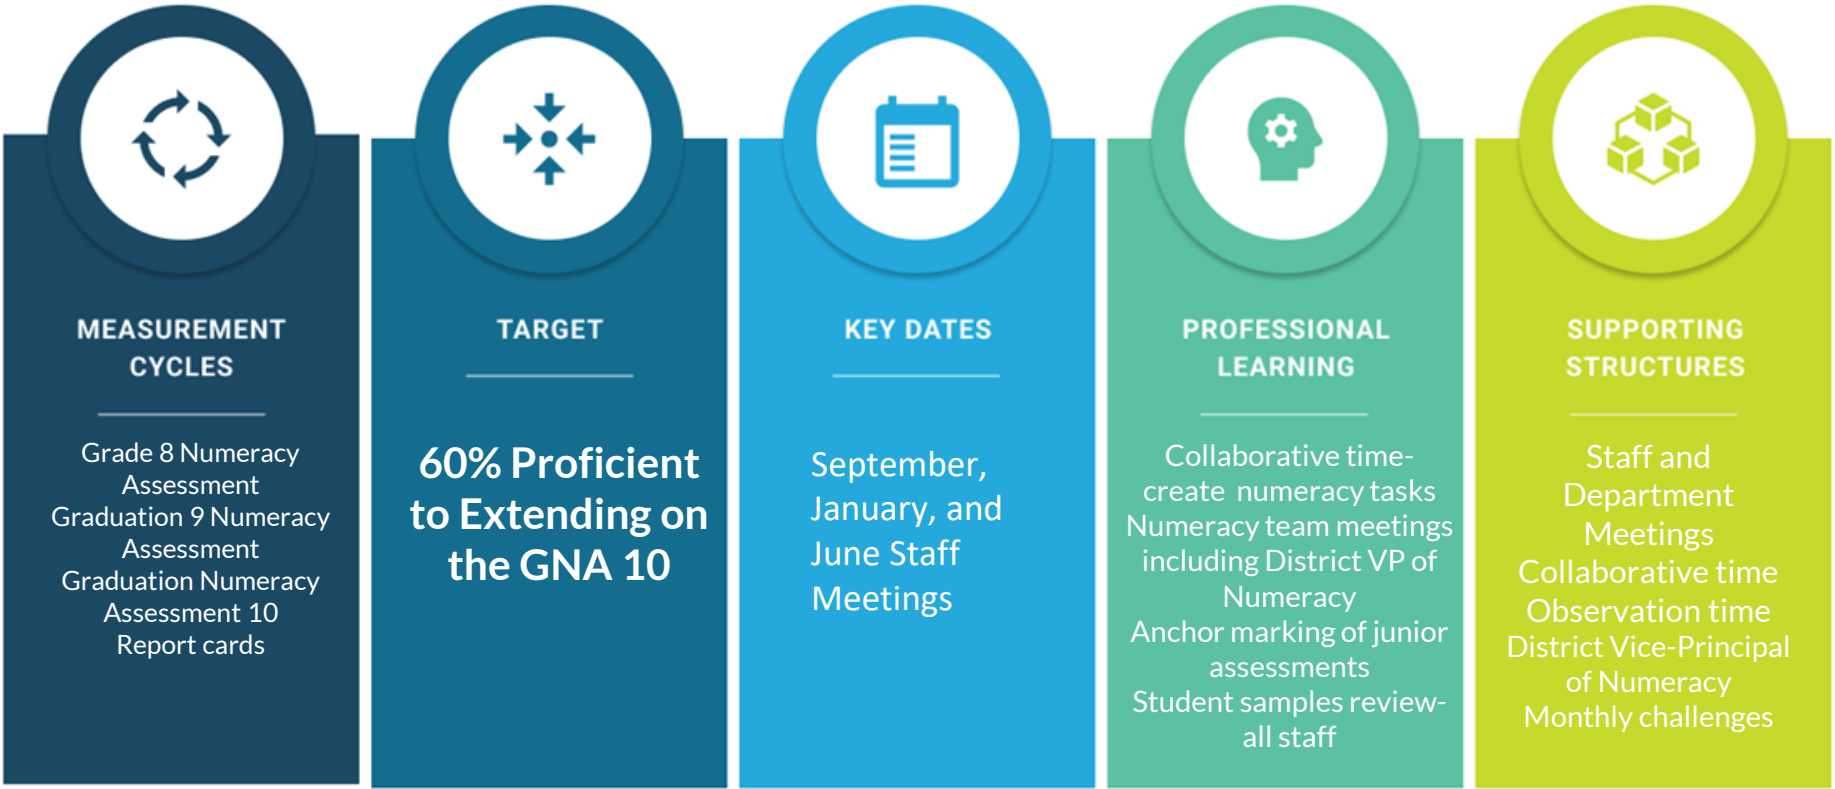 MEASUREMENT
CYCLES
Grade 8 Numeracy
Assessment
Graduation 9 Numeracy
Assessment
Graduation Numeracy
Assessment 10
Report cards
TARGET
60% Proficient
to Extending on
the GNA 10
KEY DATES
September,
January, and
June Staff
Meetings
PROFESSIONAL
LEARNING
Collaborative time-
create numeracy tasks
Numeracy team meetings
including District VP of
Numeracy
Anchor marking of junior
assessments
Student samples review-
all staff
SUPPORTING
STRUCTURES
Staff and
Department
Meetings
Collaborative time
Observation time
District Vice-Principal
of Numeracy
Monthly challenges